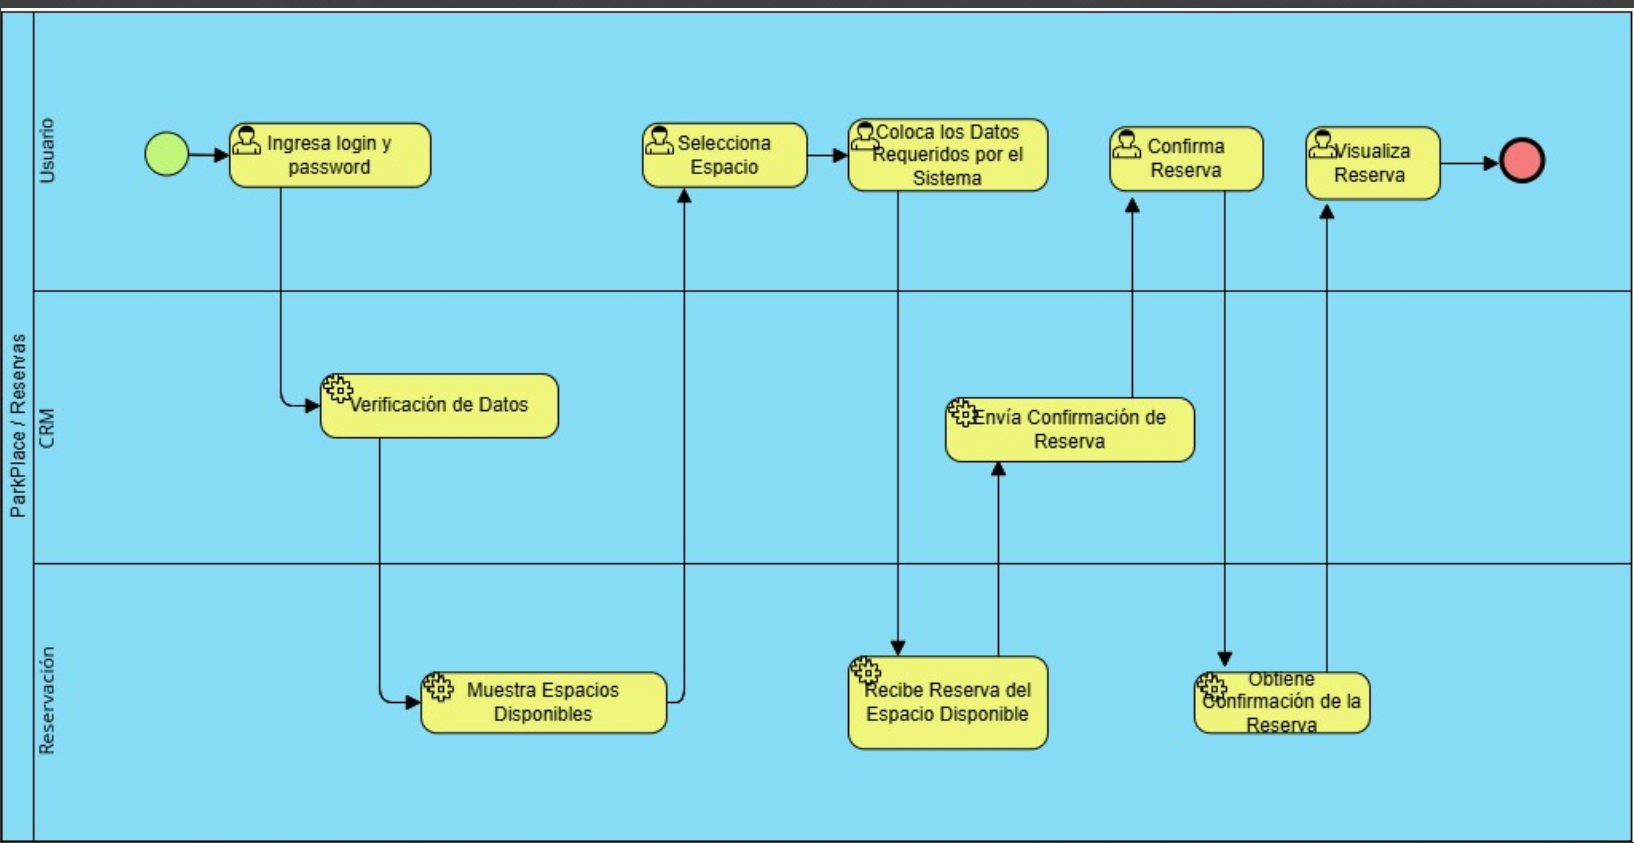 ParkPlace / Reservas
Usuario
Ingresa login y
password
Selecciona
Espacio
Coloca los Datos
Requeridos por el
Sistema
Confirma
Reserva
Visualiza
Reserva
CRM
Verificación de Datos
Envía Confirmación de
Reserva
Reservación
Muestra Espacios
Disponibles
Recibe Reserva del
Espacio Disponible
Obtiene
Confirmación de la
Reserva